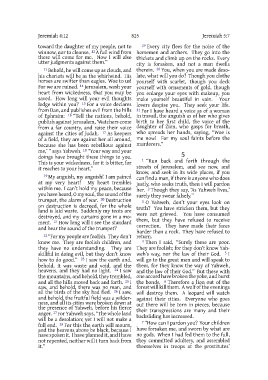 Jeremiah 4:12
825
Jeremiah 5:7
toward the daughter of my people, not to
winnow, nor to cleanse. 12 A full wind from
these will come for me. Now I will also
utter judgments against them."
13 Behold, he will come up as clouds, and
his chariots will be as the whirlwind. His
horses are swifter than eagles. Woe to us!
For we are ruined. 14 Jerusalem, wash your
heart from wickedness, that you may be
saved. How long will your evil thoughts
lodge within you? 15 For a voice declares
from Dan, and publishes evil from the hills
of Ephraim: 16 "Tell the nations, behold,
publish against Jerusalem, 'Watchers come
from a far country, and raise their voice
against the cities of Judah. 17 As keepers
of a field, they are against her all around,
because she has been rebellious against
me,'" says Yahweh. 18 "Your way and your
doings have brought these things to you.
This is your wickedness, for it is bitter, for
it reaches to your heart."
19 My anguish, my anguish! I am pained
at my very heart! My heart trembles
within me. I can't hold my peace, because
you have heard, O my soul, the sound of the
trumpet, the alarm of war. 20 Destruction
on destruction is decreed, for the whole
land is laid waste. Suddenly my tents are
destroyed, and my curtains gone in a mo-
ment. 21 How long will I see the standard
and hear the sound of the trumpet?
22 "For my people are foolish. They don't
know me. They are foolish children, and
they have no understanding. They are
skillful in doing evil, but they don't know
how to do good." 23 I saw the earth and,
behold, it was waste and void, and the
heavens, and they had no light. 24 I saw
the mountains, and behold, they trembled,
and all the hills moved back and forth. 25 I
saw, and behold, there was no man, and
all the birds of the sky had fled. 26 I saw,
and behold, the fruitful field was a wilder-
ness, and all its cities were broken down at
the presence of Yahweh, before his fierce
anger. 27 For Yahweh says, "The whole land
will be a desolation; yet I will not make a
full end. 28 For this the earth will mourn,
and the heavens above be black, because I
have spoken it. I have planned it, and I have
not repented, neither will I turn back from
it."
29 Every city flees for the noise of the
horsemen and archers. They go into the
thickets and climb up on the rocks. Every
city is forsaken, and not a man dwells
therein. 30 You, when you are made deso-
late, what will you do? Though you clothe
yourself with scarlet, though you deck
yourself with ornaments of gold, though
you enlarge your eyes with makeup, you
make yourself beautiful in vain. Your
lovers despise you. They seek your life.
31 For I have heard a voice as of a woman
in travail, the anguish as of her who gives
birth to her first child, the voice of the
daughter of Zion, who gasps for breath,
who spreads her hands, saying, "Woe is
me now! For my soul faints before the
murderers."
5
1 "Run back and forth through the
streets of Jerusalem, and see now, and
know, and seek in its wide places, if you
can find a man, if there is anyone who does
justly, who seeks truth, then I will pardon
her. 2 Though they say, 'As Yahweh lives,'
surely they swear falsely."
3 O Yahweh, don't your eyes look on
truth? You have stricken them, but they
were not grieved. You have consumed
them, but they have refused to receive
correction. They have made their faces
harder than a rock. They have refused to
return.
4 Then I said, "Surely these are poor.
They are foolish; for they don't know Yah-
weh's way, nor the law of their God. 5 I
will go to the great men and will speak to
them, for they know the way of Yahweh,
and the law of their God." But these with
one accord have broken the yoke, and burst
the bonds. 6 Therefore a lion out of the
forest will kill them. A wolf of the evenings
will destroy them. A leopard will watch
against their cities. Everyone who goes
out there will be torn in pieces, because
their transgressions are many and their
backsliding has increased.
7 "How can I pardon you? Your children
have forsaken me, and sworn by what are
no gods. When I had fed them to the full,
they committed adultery, and assembled
themselves in troops at the prostitutes'